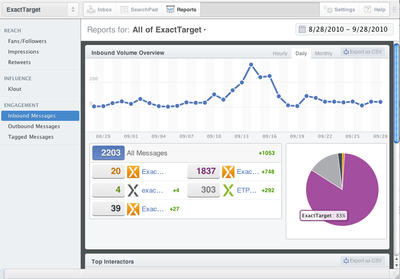 ExactTarget
Inbox
SearchPad
Reports
Settings
Help
REACH
Fans/Followers
Impressions
Retweets
INFLUENCE
Klout
ENGAGEMENT
Inbound Messages
Outbound Messages
Tagged Messages
Reports for: All of ExactTarget
8/28/2010 - 9/28/2010
Inbound Volume Overview
Hourly
Daily
Monthly
Export as CSV
200
08/29 09/01 09/04 09/07 09/10 09/13 09/16 09/19 09/22 09/25 09/28
2203 All Messages +1053
20 Exac...
1837 Exac... +748
4 exac... +4
303 ETP... +292
39 Exac... +27
ExactTarget: 83%
Top Interactors
Export as CSV